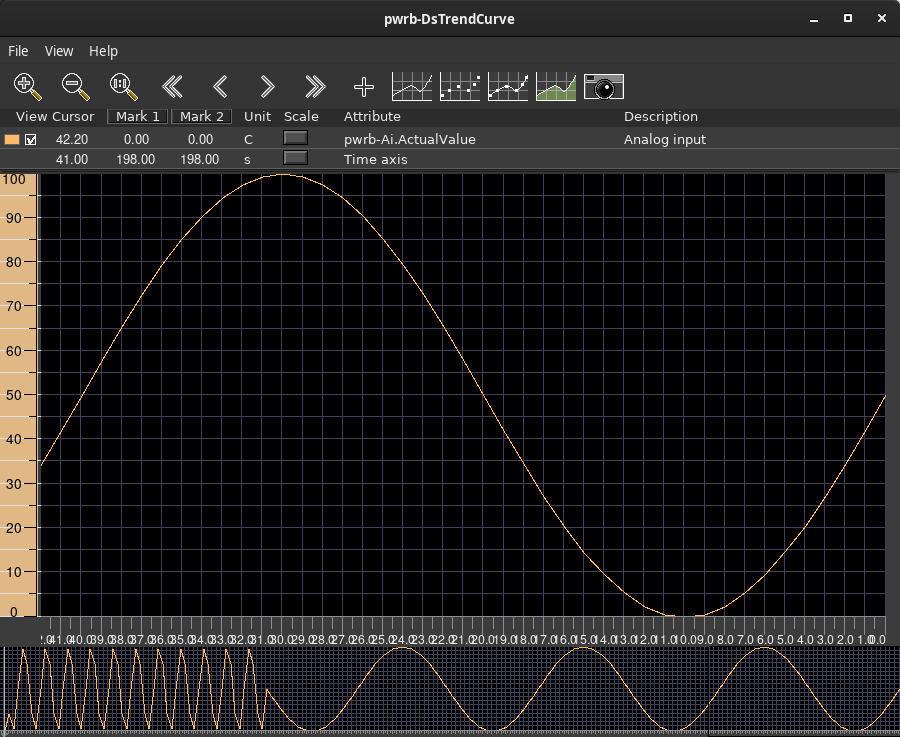 pwrb-DsTrendCurve
File View Help
View Cursor Mark 1 Mark 2 Unit Scale Attribute Description
42.20 0.00 0.00 C pwrb-Ai.ActualValue Analog input
41.00 198.00 198.00 s Time axis
100
90
80
70
60
50
40
30
20
10
0
2.0 41.0 40.0 39.0 38.0 37.0 36.0 35.0 34.0 33.0 32.0 31.0 30.0 29.0 28.0 27.0 26.0 25.0 24.0 23.0 22.0 21.0 20.0 19.0 18.0 17.0 16.0 15.0 14.0 13.0 12.0 11.0 10.0 9.0 8.0 7.0 6.0 5.0 4.0 3.0 2.0 1.0 0.0